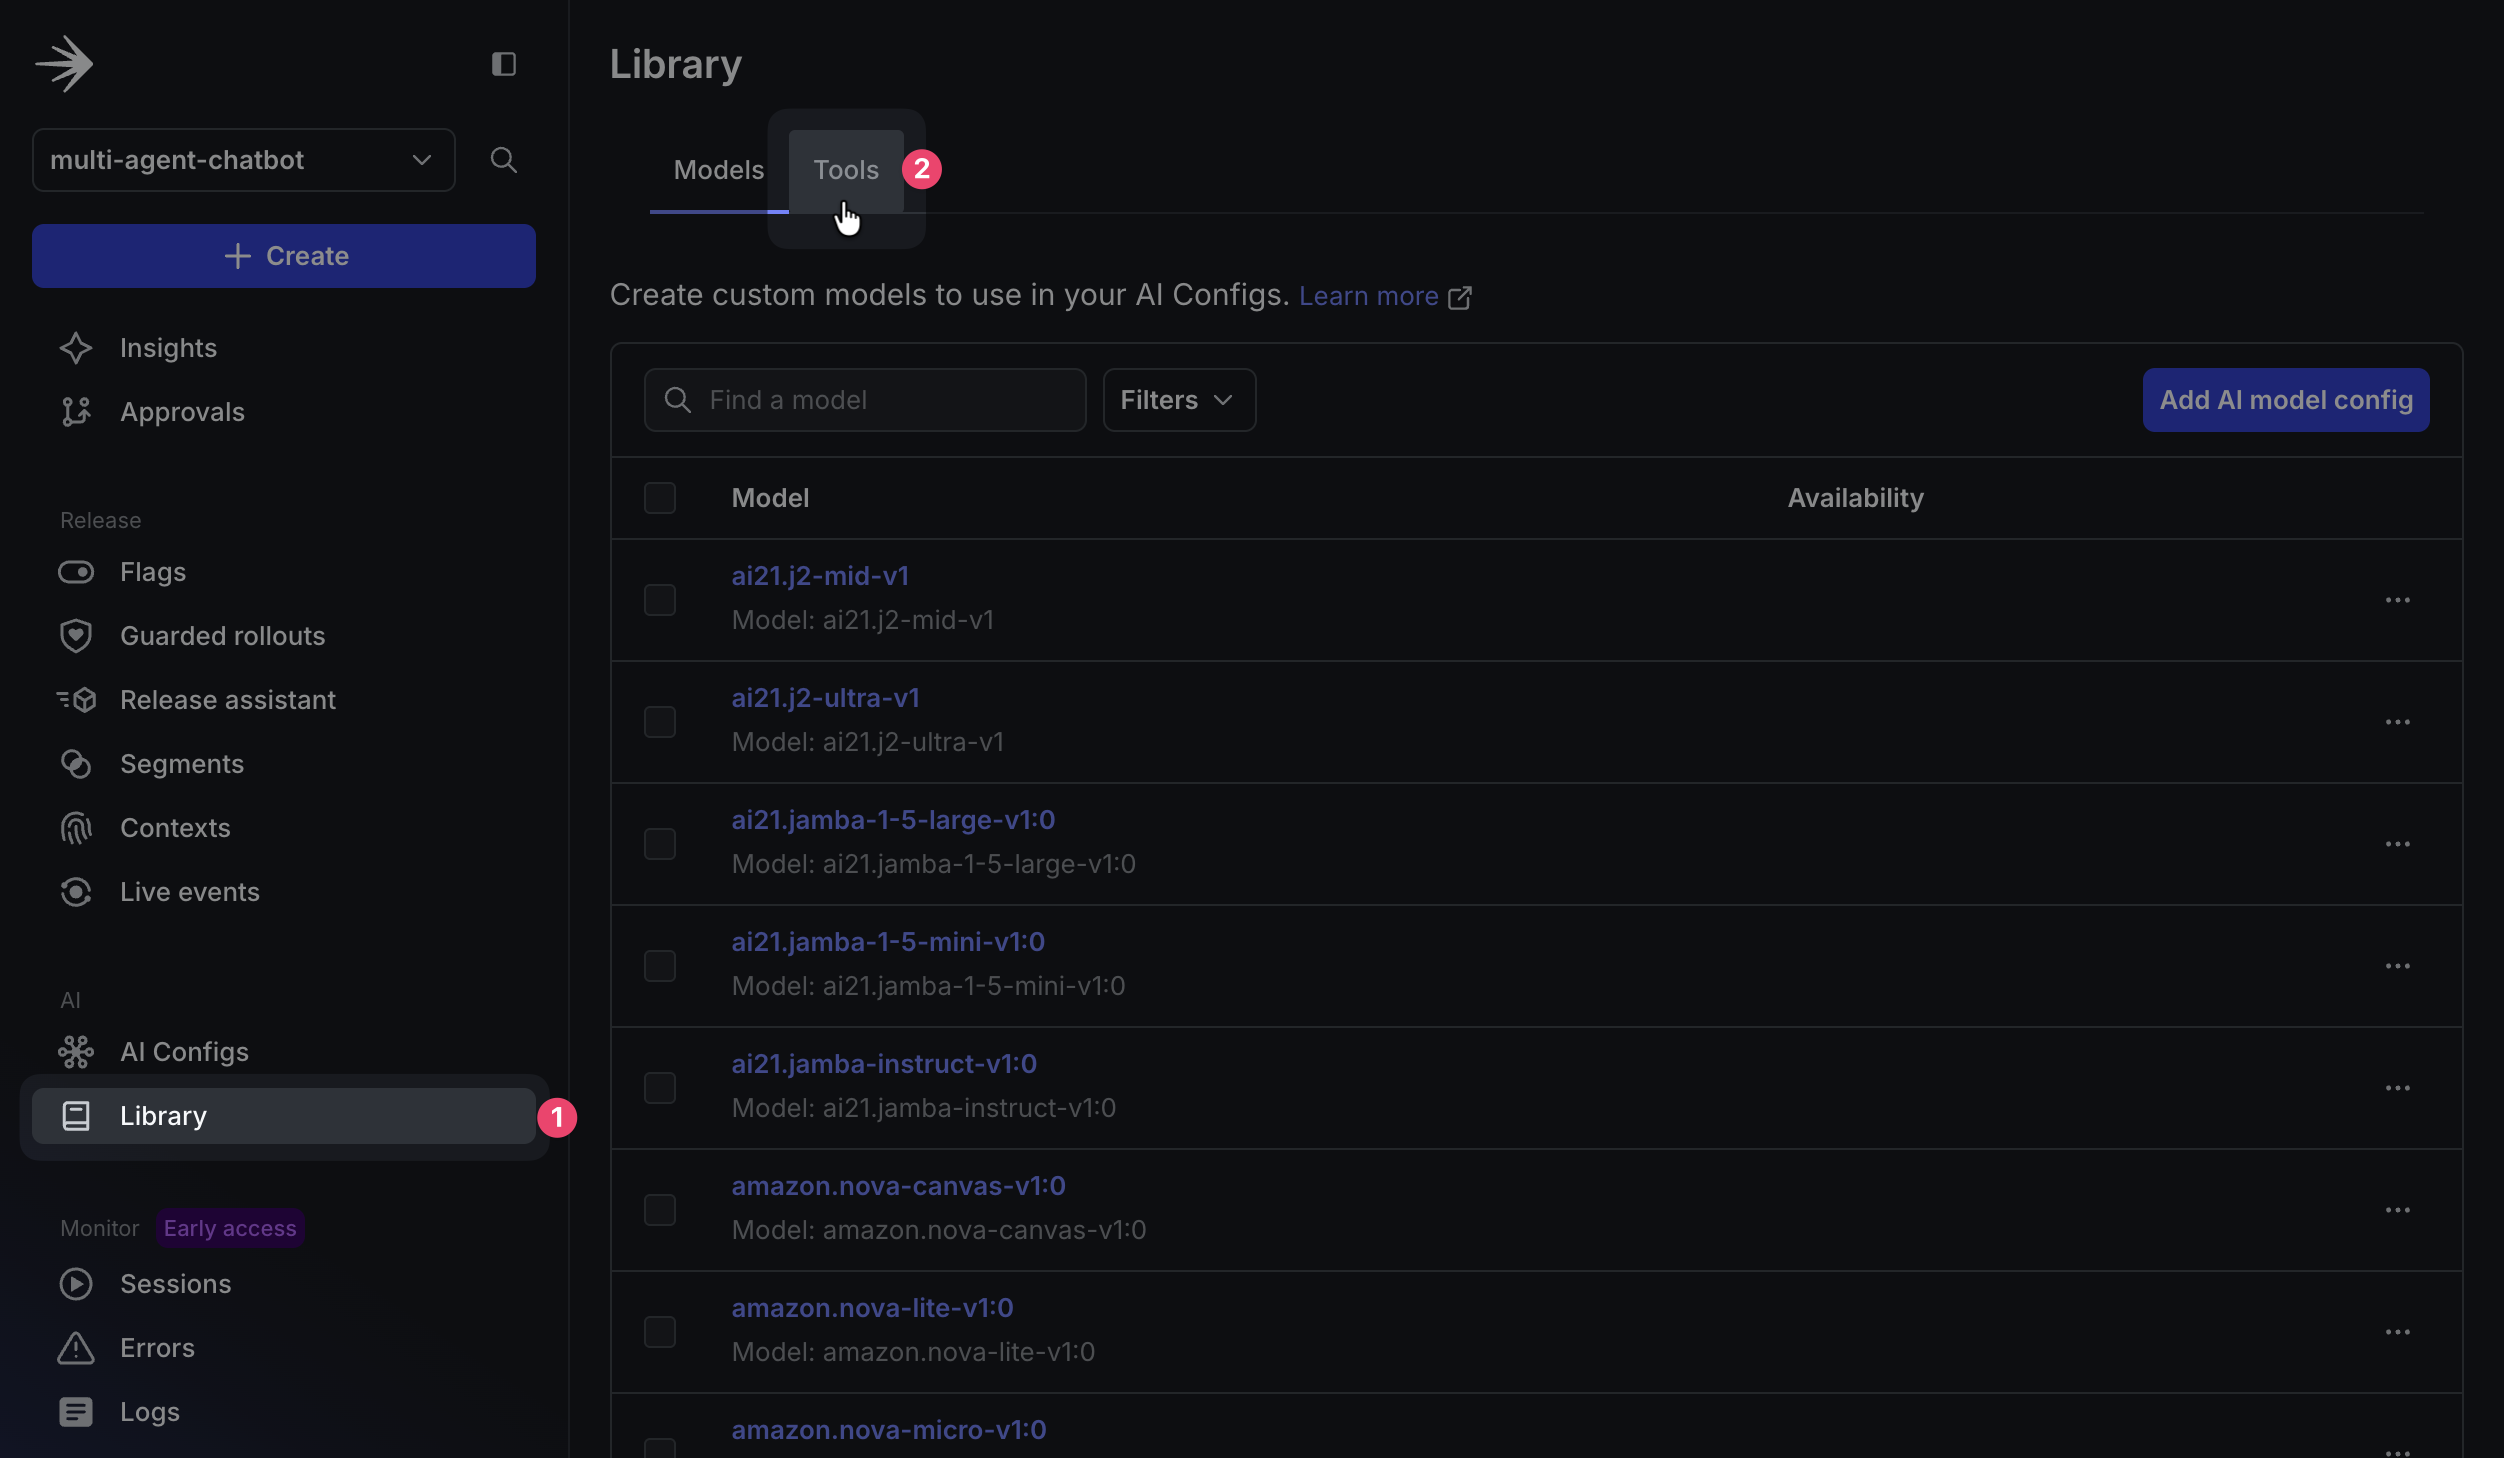 multi-agent-chatbot
Create
Insights
Approvals
Release
Flags
Guarded rollouts
Release assistant
Segments
Contexts
Live events
AI
AI Configs
Library
1
Monitor Early access
Sessions
Errors
Logs
Library
Models Tools 2
Create custom models to use in your AI Configs. Learn more
Find a model Filters Add AI model config
Model Availability
ai21.j2-mid-v1
Model: ai21.j2-mid-v1
ai21.j2-ultra-v1
Model: ai21.j2-ultra-v1
ai21.jamba-1-5-large-v1:0
Model: ai21.jamba-1-5-large-v1:0
ai21.jamba-1-5-mini-v1:0
Model: ai21.jamba-1-5-mini-v1:0
ai21.jamba-instruct-v1:0
Model: ai21.jamba-instruct-v1:0
amazon.nova-canvas-v1:0
Model: amazon.nova-canvas-v1:0
amazon.nova-lite-v1:0
Model: amazon.nova-lite-v1:0
amazon.nova-micro-v1:0